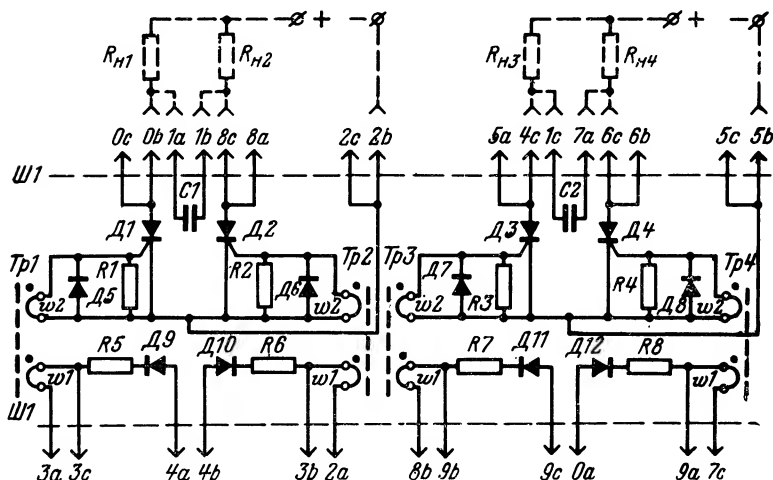 + − +
Rн1 Rн2 Rн3 Rн4
0c 0b 1a 1b 8c 8a 2c 2b 5a 4c 1c 7a 6c 6b 5c 5b
Ш1
C1 C2
Д1 Д2 Д3 Д4
Тр1 R1 R2 Тр2 Тр3 Д7 R3 R4 Тр4
Д5 Д6 Д8
w2 w2 w2 w2
R5 Д9 Д10 R6 R7 Д11 Д12 R8
w1 w1 w1 w1
Ш1
3a 3c 4a 4b 3b 2a 8b 9b 9c 0a 9a 7c